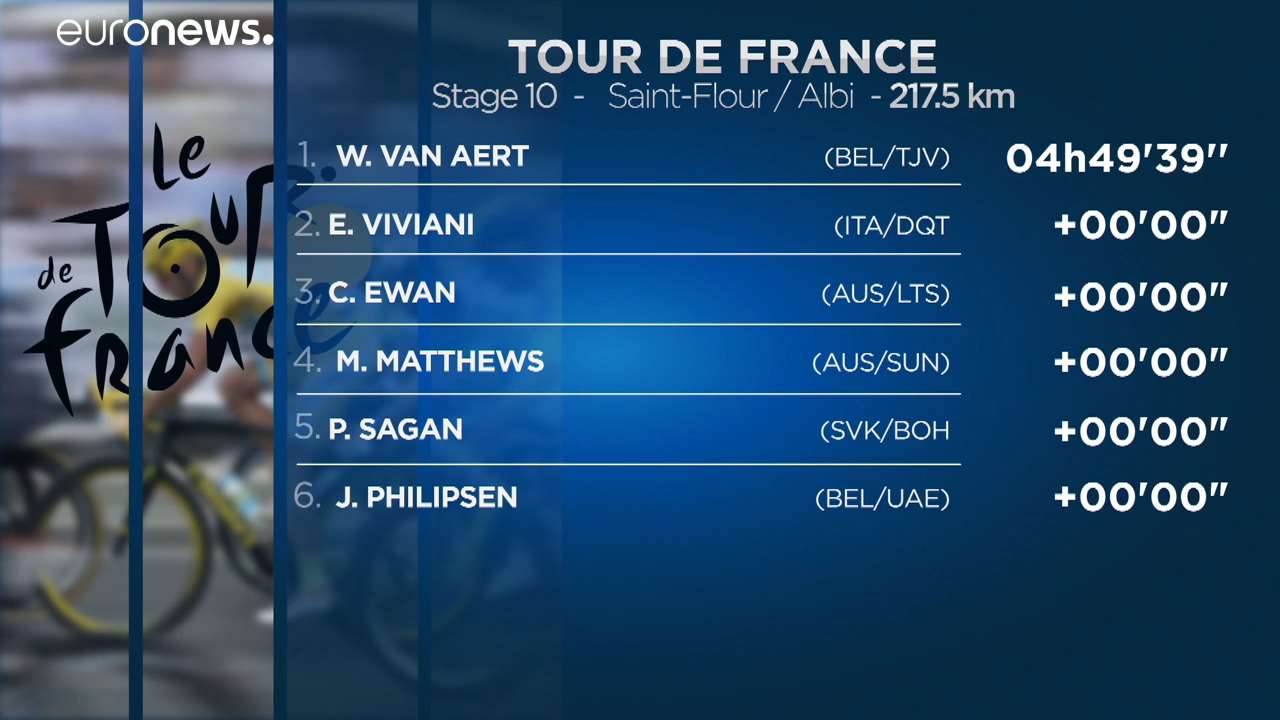 euronews.
TOUR DE FRANCE
Stage 10 - Saint-Flour / Albi - 217.5 km
Le
TOUR
de
france
1. W. VAN AERT (BEL/TJV) 04h49'39''
2. E. VIVIANI (ITA/DQT +00'00"
3. C. EWAN (AUS/LTS) +00'00"
4. M. MATTHEWS (AUS/SUN) +00'00"
5. P. SAGAN (SVK/BOH +00'00"
6. J. PHILIPSEN (BEL/UAE) +00'00"